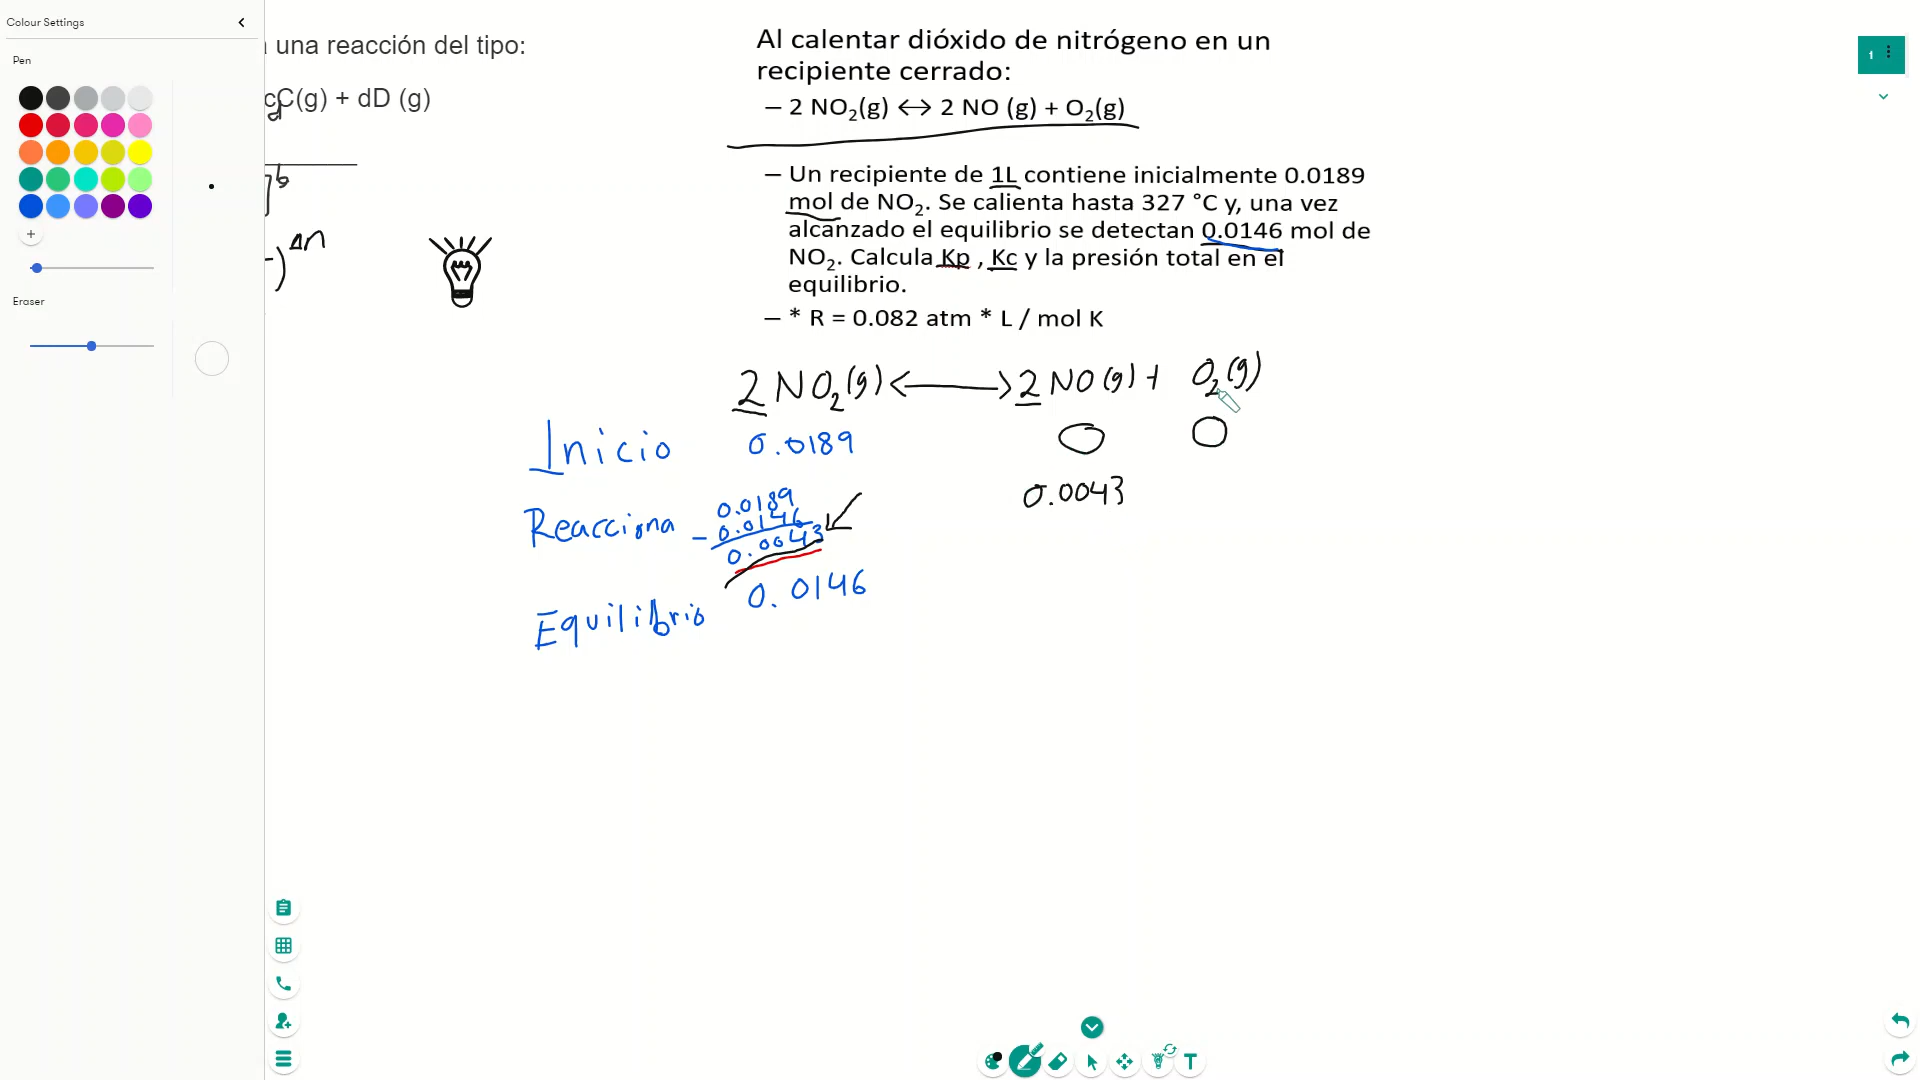 Colour Settings
Pen
Eraser
una reacción del tipo:
cC(g) + dD (g)
Δn
Al calentar dióxido de nitrógeno en un
recipiente cerrado:
– 2 NO₂(g) ↔ 2 NO (g) + O₂(g)
– Un recipiente de 1L contiene inicialmente 0.0189
mol de NO₂. Se calienta hasta 327 °C y, una vez
alcanzado el equilibrio se detectan 0.0146 mol de
NO₂. Calcula Kp , Kc y la presión total en el
equilibrio.
– * R = 0.082 atm * L / mol K
2 NO₂(g) ⟷ 2 NO(g) + O₂(g)
Inicio 0.0189 0 0
Reacciona 0.0189 0.0043
- 0.0146
0.0043
Equilibrio 0.0146
1
T